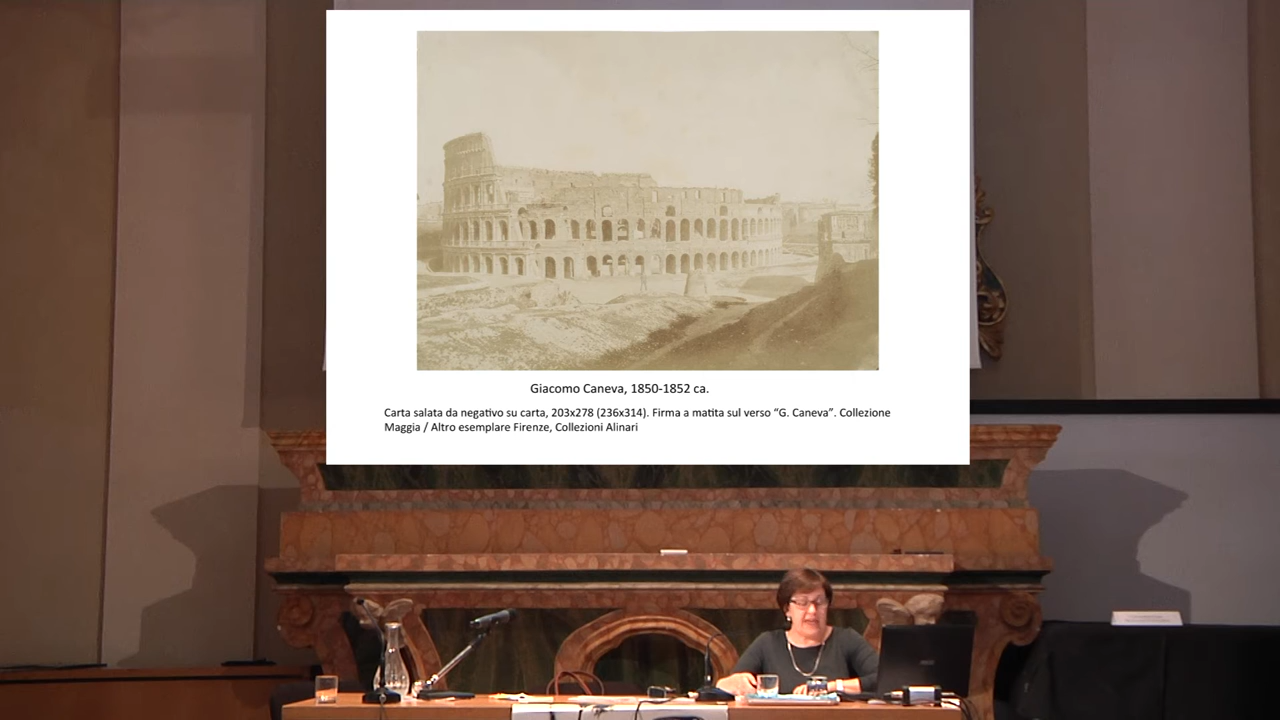 Giacomo Caneva, 1850-1852 ca.
Carta salata da negativo su carta, 203x278 (236x314). Firma a matita sul verso “G. Caneva”. Collezione
Maggia / Altro esemplare Firenze, Collezioni Alinari